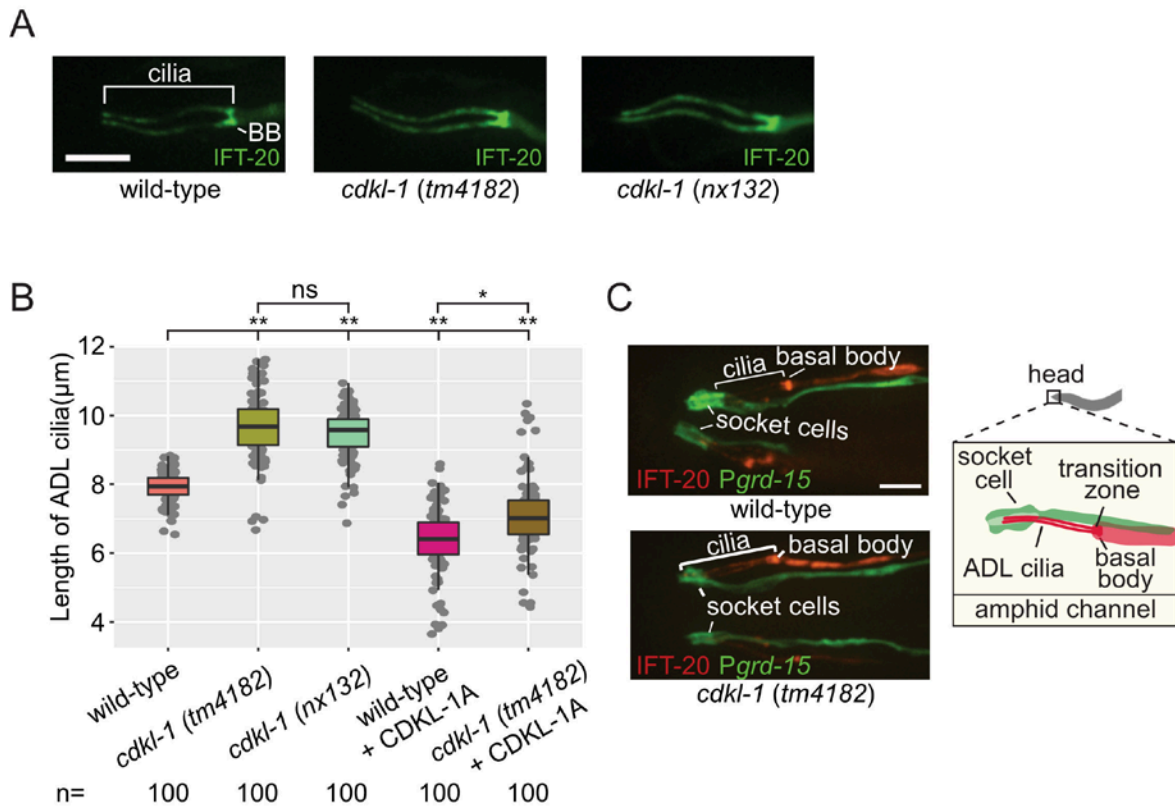 A
cilia
BB
IFT-20
wild-type
IFT-20
cdkl-1 (tm4182)
IFT-20
cdkl-1 (nx132)
B
ns
*
**
**
**
**
Length of ADL cilia(µm)
12
10
8
6
4
wild-type
cdkl-1 (tm4182)
cdkl-1 (nx132)
wild-type
+ CDKL-1A
cdkl-1 (tm4182)
+ CDKL-1A
n= 100 100 100 100 100
C
cilia
basal body
socket cells
IFT-20 Pgrd-15
wild-type
cilia
basal body
socket cells
IFT-20 Pgrd-15
cdkl-1 (tm4182)
head
socket
cell
transition
zone
ADL cilia
basal
body
amphid channel